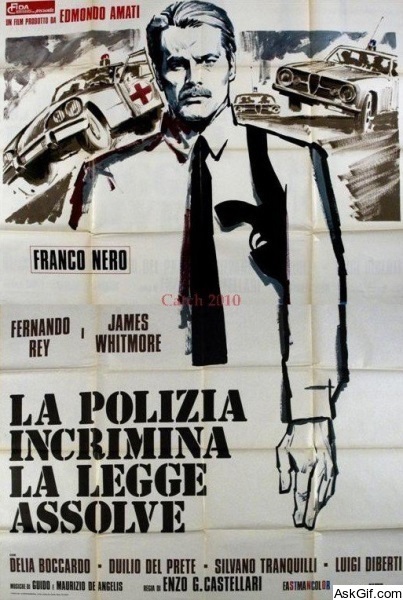 FIDA
UN FILM PRODOTTO DA EDMONDO AMATI
FRANCO NERO
Catch 2010
FERNANDO REY
JAMES WHITMORE
LA POLIZIA
INCRIMINA
LA LEGGE
ASSOLVE
CON DELIA BOCCARDO · DUILIO DEL PRETE · SILVANO TRANQUILLI · LUIGI DIBERTI
MUSICHE DI GUIDO E MAURIZIO DE ANGELIS REGIA DI ENZO G. CASTELLARI EASTMANCOLOR
AskGif.com